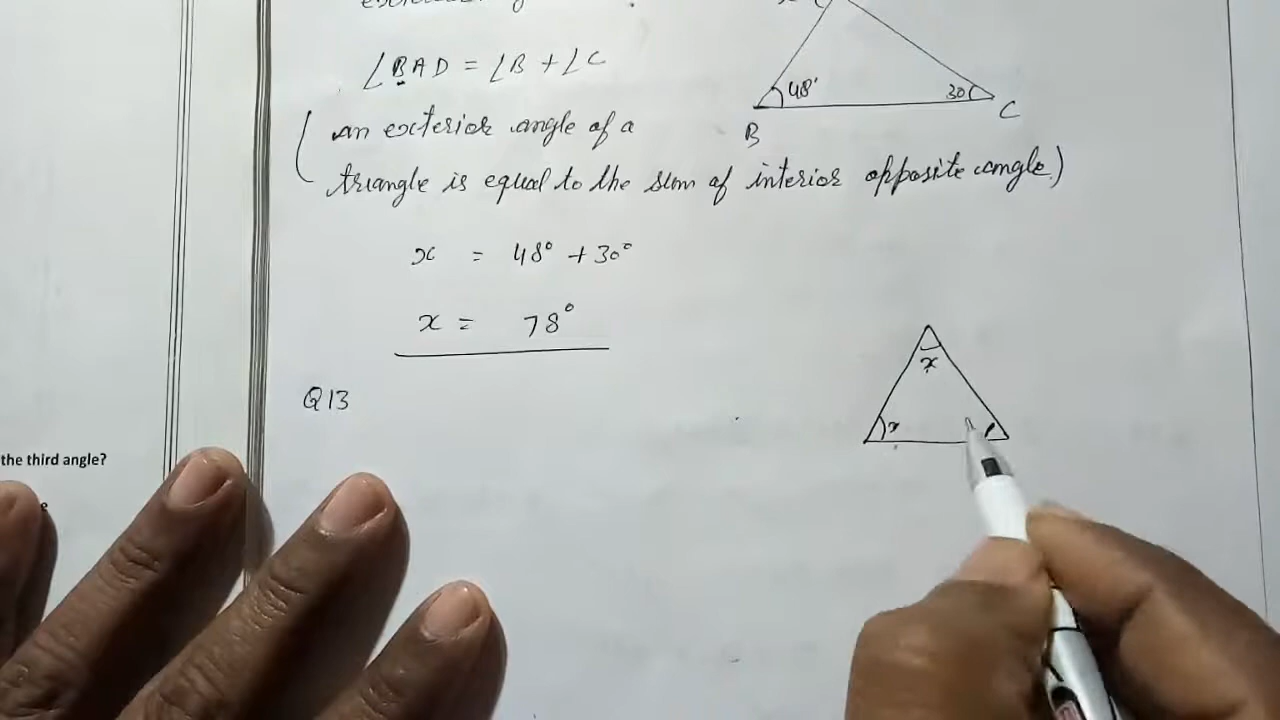 ∠BAD = ∠B + ∠C
(an exterior angle of a
triangle is equal to the sum of interior opposite angle.)
48°
30
B
C
x = 48° + 30°
x = 78°
Q13
x
x
the third angle?